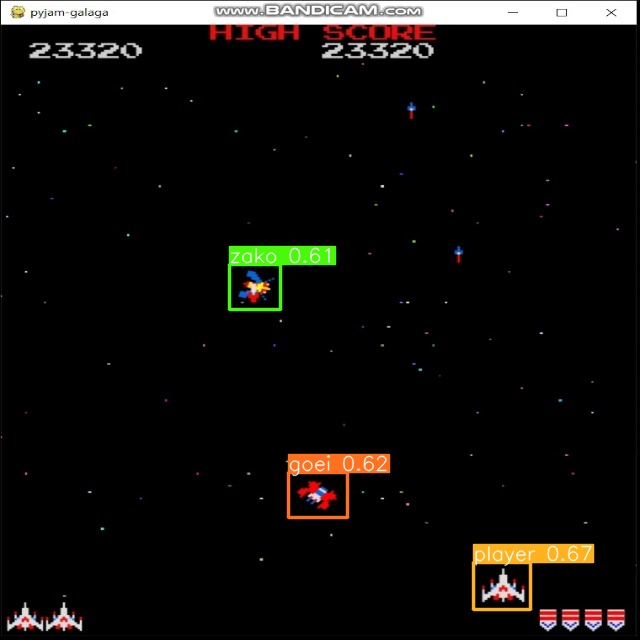 pyjam-galaga
www.BANDICAM.com
HIGH SCORE
23320 23320
zako 0.61
goei 0.62
player 0.67